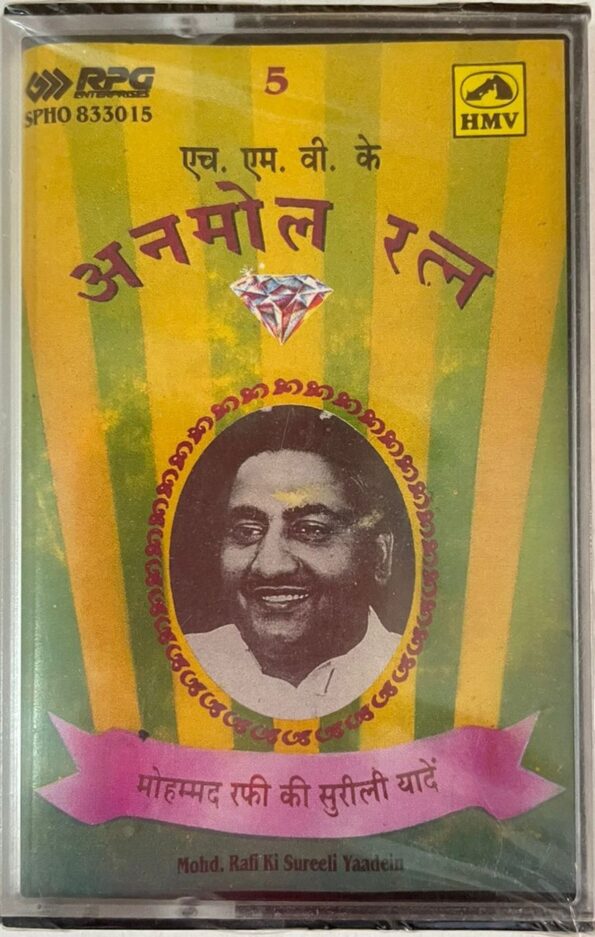 RPG
ENTERPRISES
SPHO 833015
5
HMV
एच. एम. वी. के
अनमोल रत्न
मोहम्मद रफी की सुरीली यादें
Mohd. Rafi Ki Sureeli Yaadein